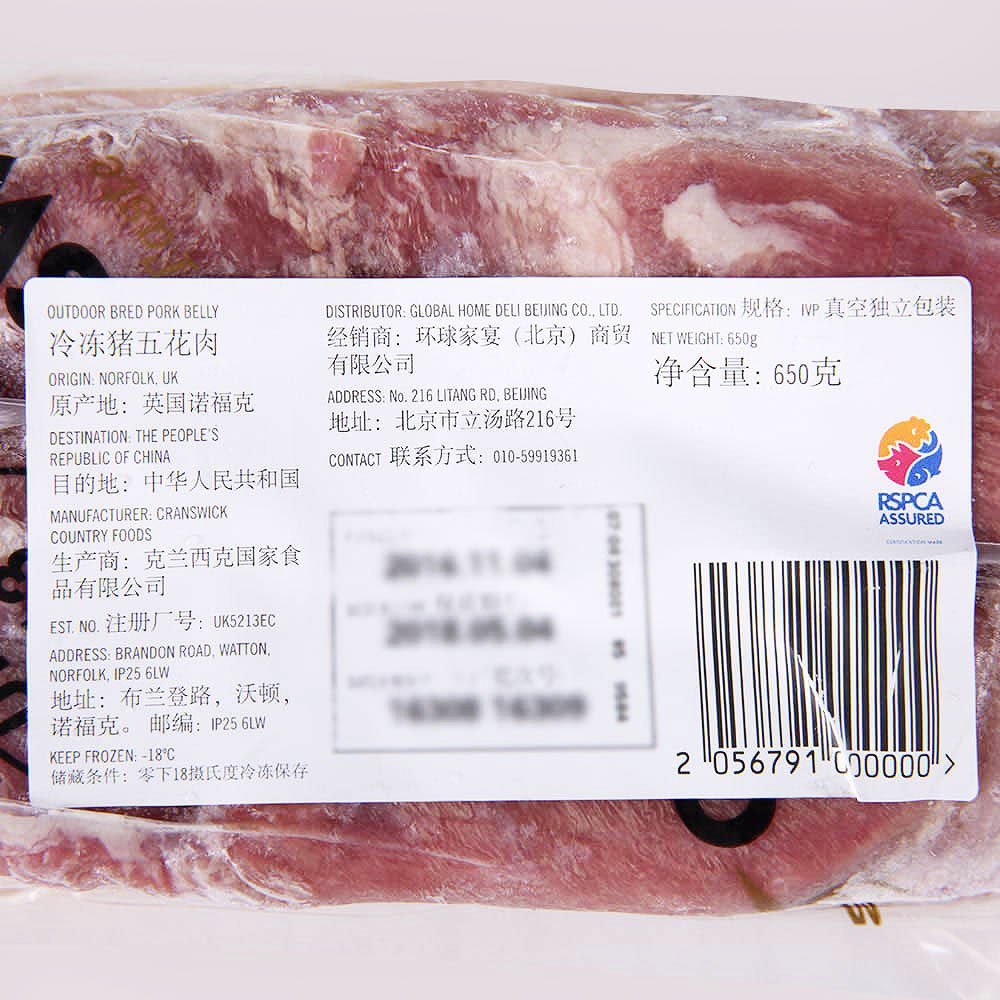 OUTDOOR BRED PORK BELLY
冷冻猪五花肉
ORIGIN: NORFOLK, UK
原产地：英国诺福克
DESTINATION: THE PEOPLE'S
REPUBLIC OF CHINA
目的地：中华人民共和国
MANUFACTURER: CRANSWICK
COUNTRY FOODS
生产商：克兰西克国家食
品有限公司
EST. NO. 注册厂号：UK5213EC
ADDRESS: BRANDON ROAD, WATTON,
NORFOLK, IP25 6LW
地址：布兰登路，沃顿，
诺福克。邮编：IP25 6LW
KEEP FROZEN: -18°C
储藏条件：零下18摄氏度冷冻保存
DISTRIBUTOR: GLOBAL HOME DELI BEIJING CO., LTD.
经销商：环球家宴（北京）商贸
有限公司
ADDRESS: No. 216 LITANG RD, BEIJING
地址：北京市立汤路216号
CONTACT 联系方式：010-59919361
SPECIFICATION 规格：IVP 真空独立包装
NET WEIGHT: 650g
净含量：650克
RSPCA
ASSURED
CERTIFICATION MARK
2 056791 000000 >